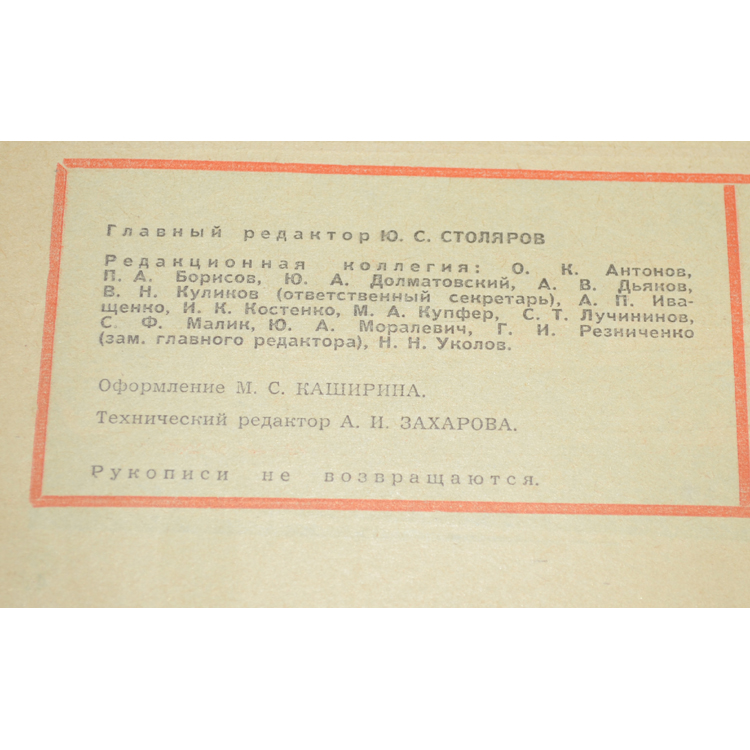 Главный редактор Ю. С. СТОЛЯРОВ
Редакционная коллегия: О. К. Антонов,
П. А. Борисов, Ю. А. Долматовский, А. В. Дьяков,
В. Н. Куликов (ответственный секретарь), А. П. Ива-
щенко, И. К. Костенко, М. А. Купфер, С. Т. Лучининов,
С. Ф. Малик, Ю. А. Моралевич, Г. И. Резниченко
(зам. главного редактора), Н. Н. Уколов.
Оформление М. С. КАШИРИНА.
Технический редактор А. И. ЗАХАРОВА.
Рукописи не возвращаются.